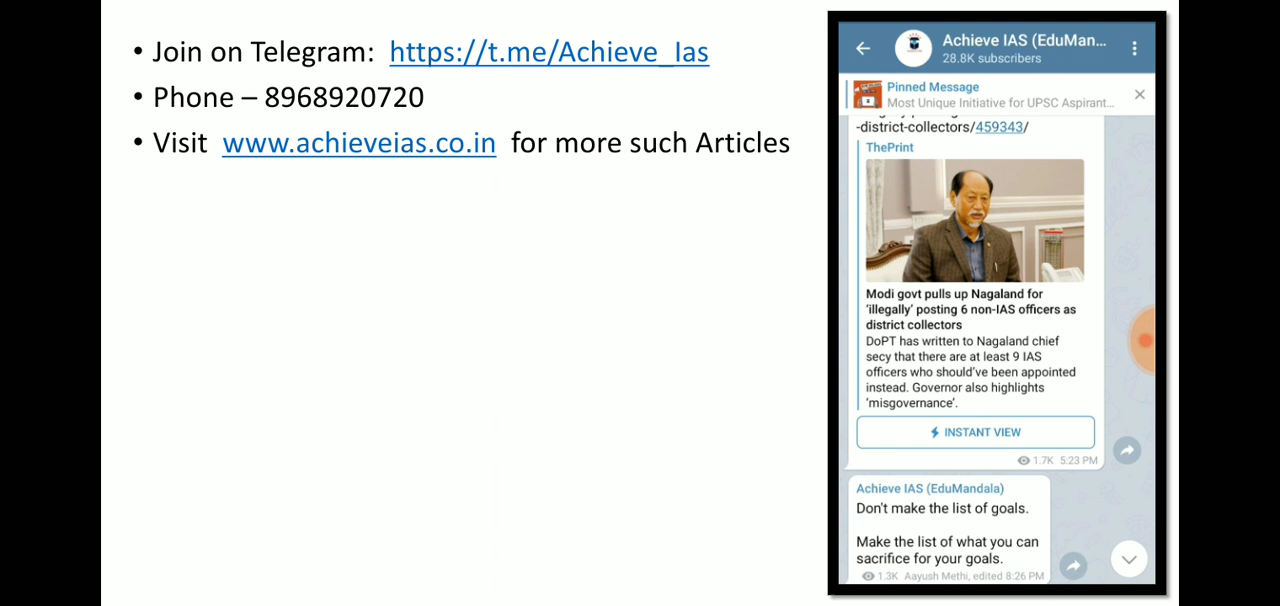 • Join on Telegram: https://t.me/Achieve_Ias
• Phone – 8968920720
• Visit www.achieveias.co.in for more such Articles
Achieve IAS (EduMan...
28.8K subscribers
Pinned Message
Most Unique Initiative for UPSC Aspirant...
-district-collectors/459343/
ThePrint
Modi govt pulls up Nagaland for
'illegally' posting 6 non-IAS officers as
district collectors
DoPT has written to Nagaland chief
secy that there are at least 9 IAS
officers who should've been appointed
instead. Governor also highlights
'misgovernance'.
INSTANT VIEW
1.7K 5:23 PM
Achieve IAS (EduMandala)
Don't make the list of goals.
Make the list of what you can
sacrifice for your goals.
1.3K Aayush Methi, edited 8:26 PM